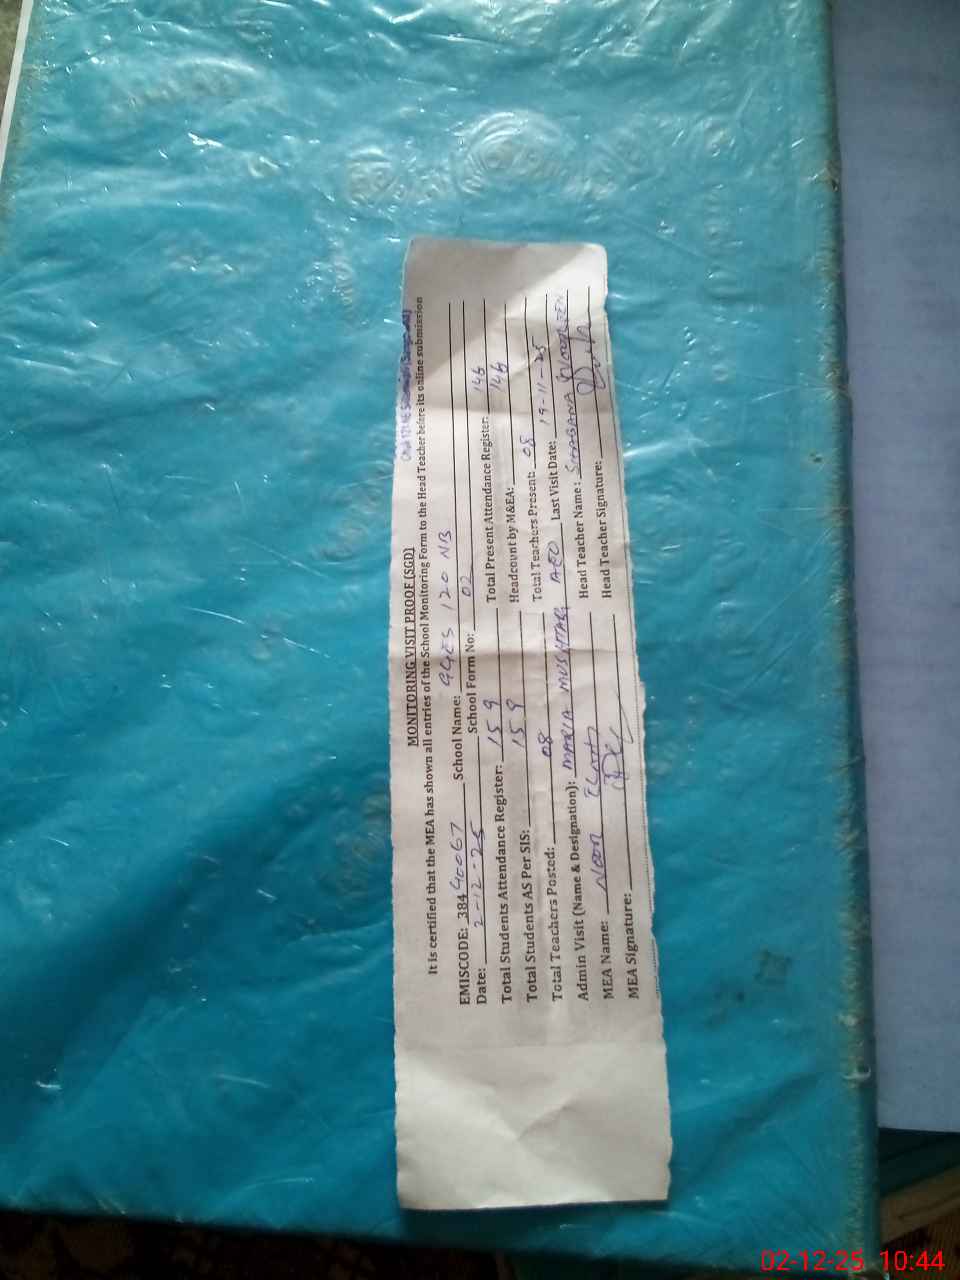 MONITORING VISIT PROOF (SGD)
It is certified that the MEA has shown all entries of the School Monitoring Form to the Head Teacher before its online submission
EMISCODE: 384 40067 School Name: GGES 120 NB
Date: 2-12-25 School Form No: 02
Total Students Attendance Register: 159 Total Present Attendance Register: 146
Total Students AS Per SIS: 159 Headcount by M&EA: 146
Total Teachers Posted: 08 Total Teachers Present: 08
Admin Visit (Name & Designation): MARIA MUSHTAQ AEO Last Visit Date: 19-11-25
MEA Name: Noor Head Teacher Name: SHABANA NOOREEN
MEA Signature: Head Teacher Signature:
02-12-25 10:44